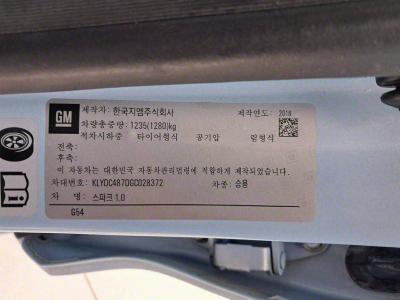 GM
제작자: 한국지엠주식회사
제작연도: 2018
차량총중량: 1235(1280)kg
적차시하중 타이어형식 공기압 림형식
전축:
후축:
이 자동차는 대한민국 자동차관리법령에 적합하게 제작되었습니다.
차대번호: KLYDC487DGC028372
차종: 승용
차 명: 스파크 1.0
G54